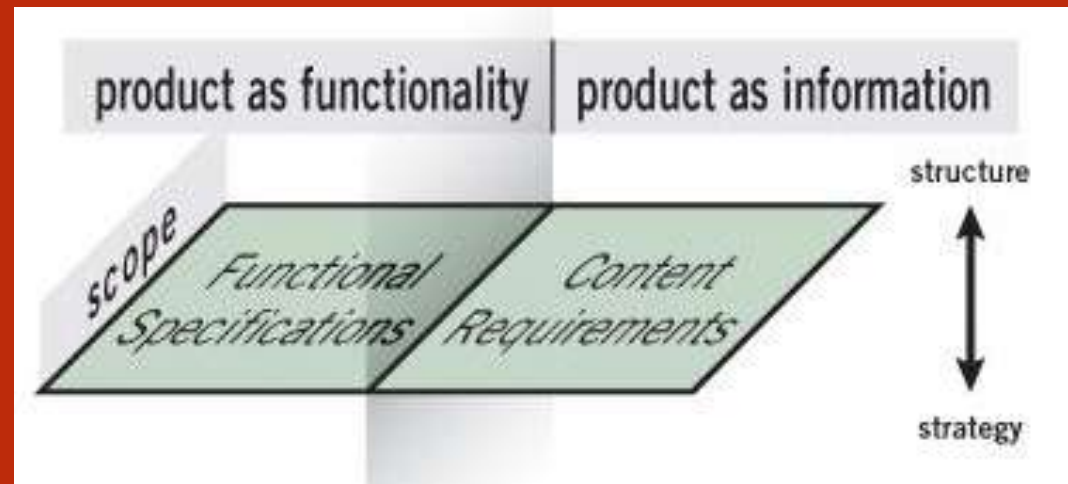 product as functionality
product as information
structure
scope
Functional
Specifications
Content
Requirements
strategy